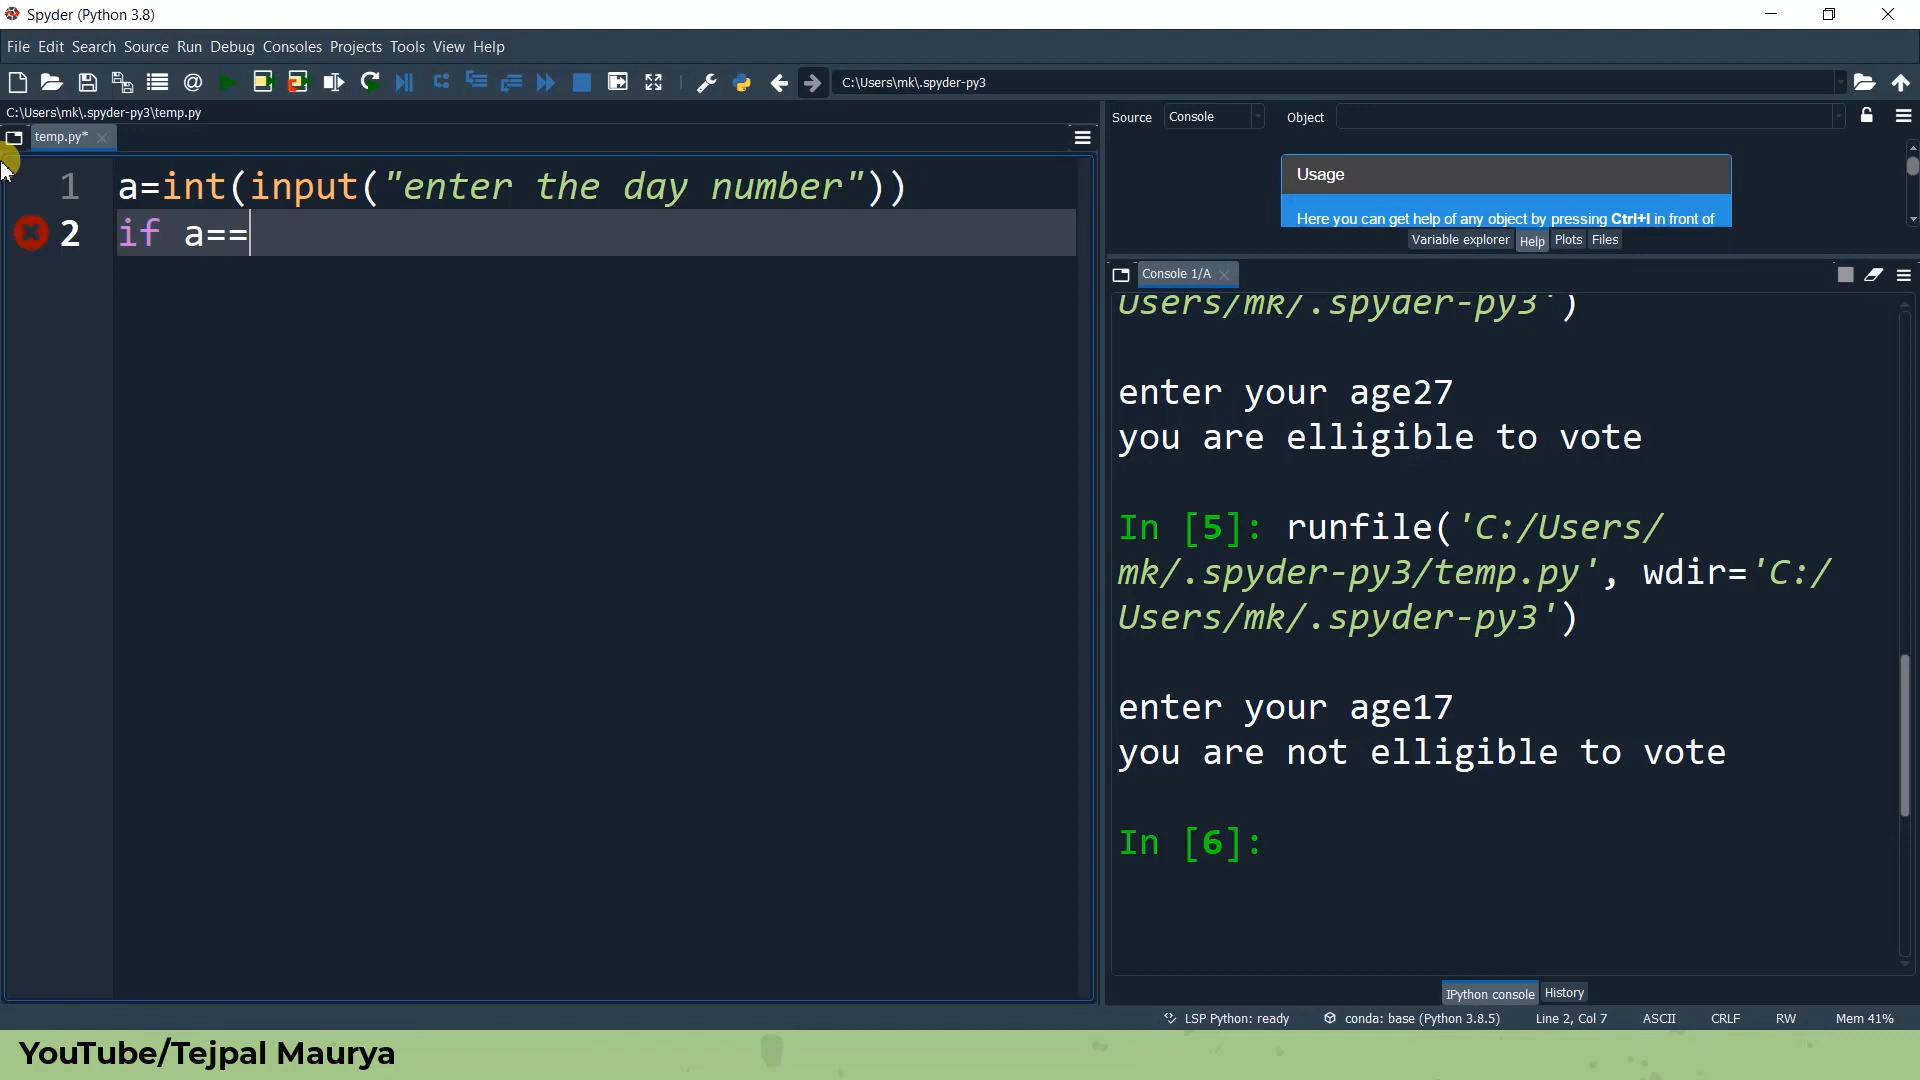 Spyder (Python 3.8)
File Edit Search Source Run Debug Consoles Projects Tools View Help
C:\Users\mk\.spyder-py3
C:\Users\mk\.spyder-py3\temp.py
Source Console Object
temp.py*
Usage
Here you can get help of any object by pressing Ctrl+I in front of
Variable explorer Help Plots Files
1 a=int(input("enter the day number"))
2 if a==
Console 1/A
Users/mk/.spyder-py3')
enter your age27
you are elligible to vote
In [5]: runfile('C:/Users/
mk/.spyder-py3/temp.py', wdir='C:/
Users/mk/.spyder-py3')
enter your age17
you are not elligible to vote
In [6]:
IPython console History
LSP Python: ready conda: base (Python 3.8.5) Line 2, Col 7 ASCII CRLF RW Mem 41%
YouTube/Tejpal Maurya